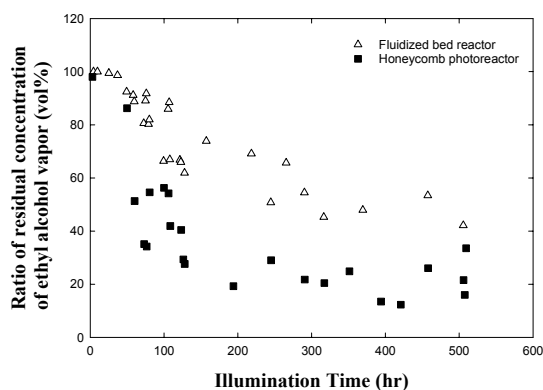 120
100
80
60
40
20
0
0 100 200 300 400 500 600
Ratio of residual concentration
of ethyl alcohol vapor (vol%)
Fluidized bed reactor
Honeycomb photoreactor
Illumination Time (hr)